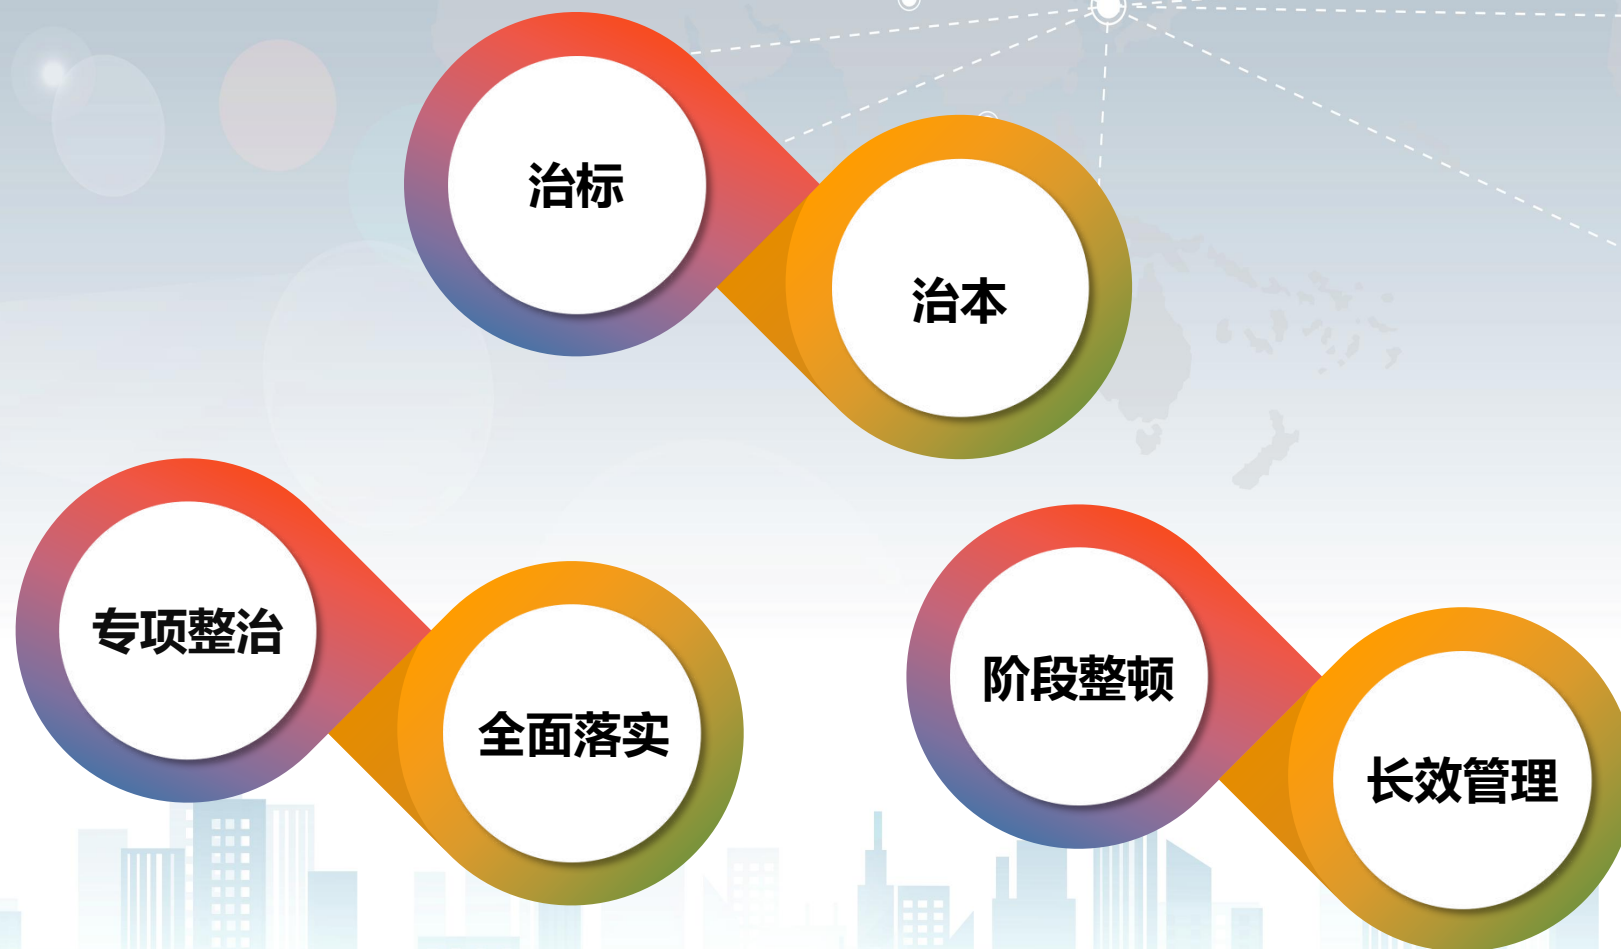 治标
治本
专项整治
全面落实
阶段整顿
长效管理